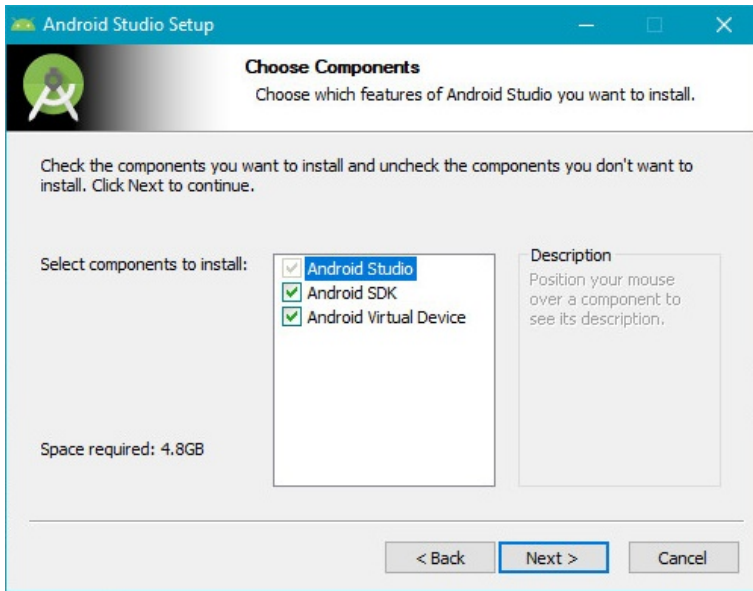 Android Studio Setup
Choose Components
Choose which features of Android Studio you want to install.
Check the components you want to install and uncheck the components you don't want to
install. Click Next to continue.
Select components to install:
Android Studio
Android SDK
Android Virtual Device
Description
Position your mouse
over a component to
see its description.
Space required: 4.8GB
< Back
Next >
Cancel